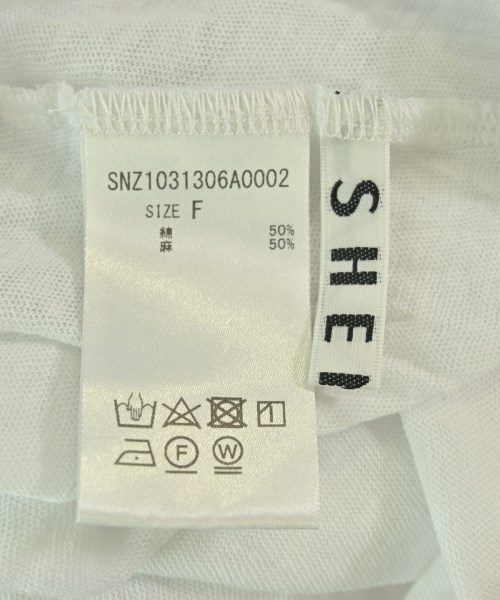 SNZ1031306A0002
SIZE F
綿 50%
麻 50%
F
W
SHE